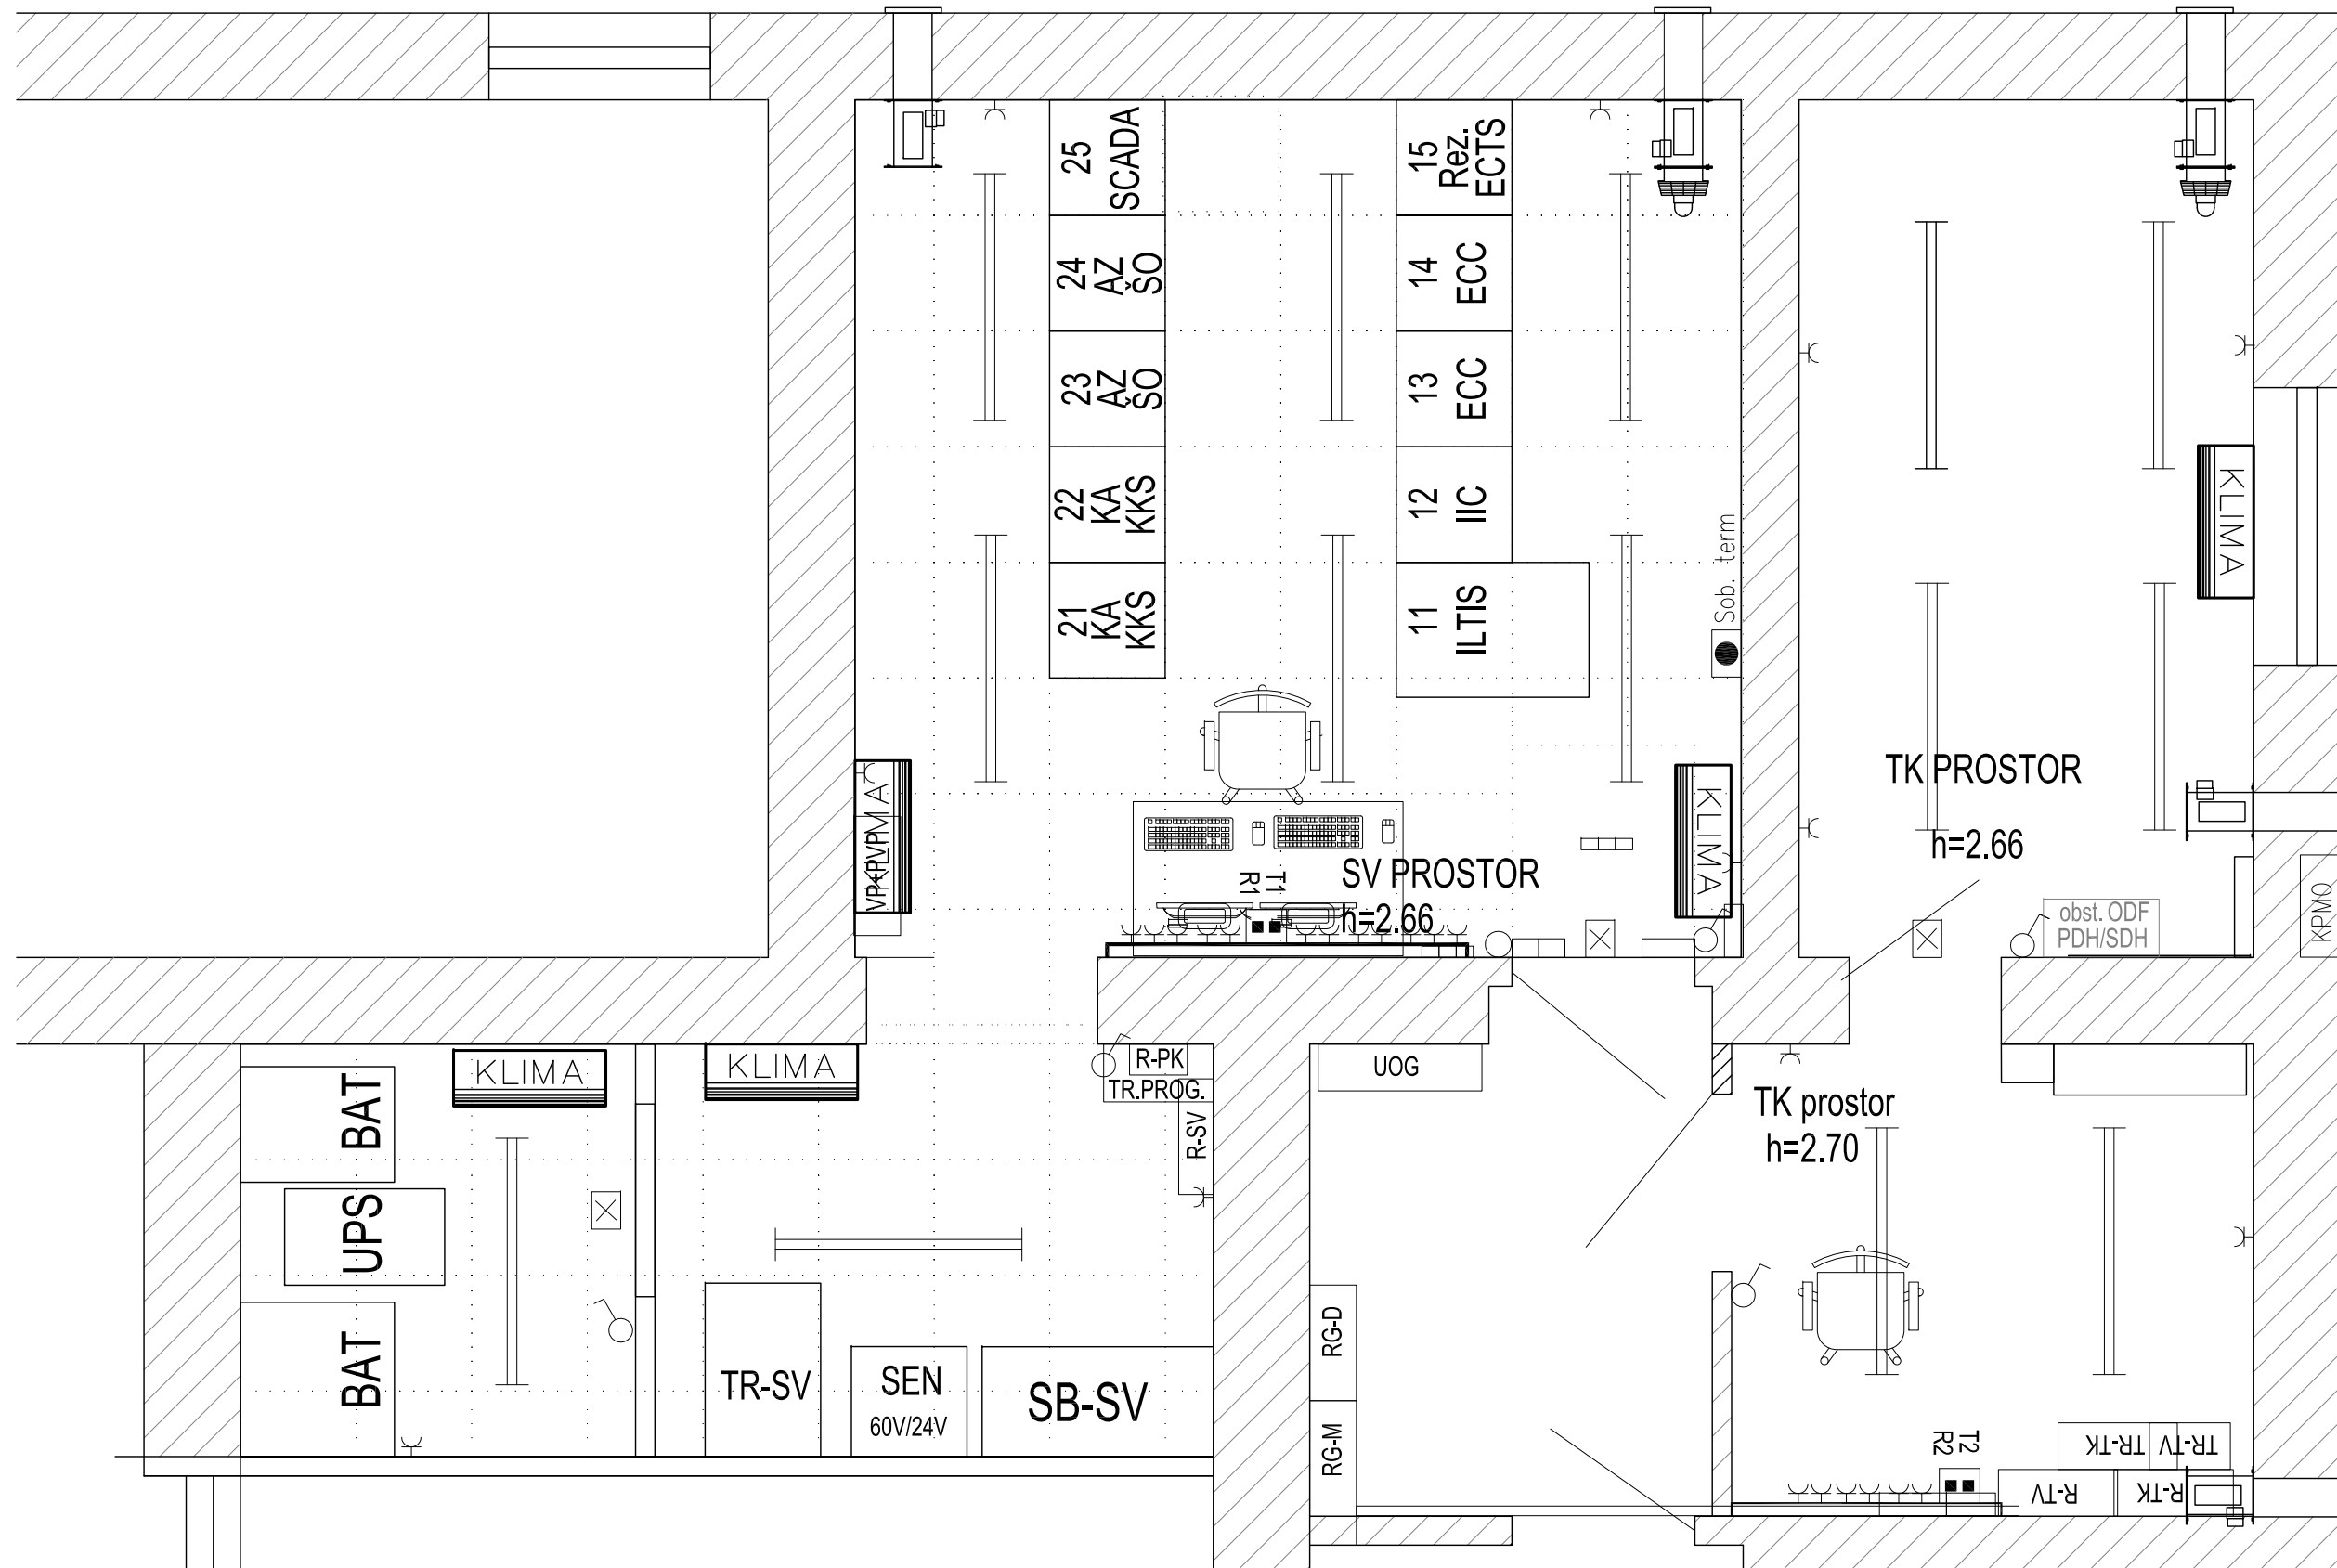 25
SCADA
15
Rez.
ECTS
24
AZ
ŠO
14
ECC
23
AZ
ŠO
13
ECC
22
KA
KKS
12
IIC
21
KA
KKS
11
ILTIS
Sob. term
KLIMA
TK PROSTOR
h=2.66
KLIMA
VP+PVP
KLIMA
R1
T1
SV PROSTOR
h=2.66
obst. ODF
PDH/SDH
KPMO
KLIMA
KLIMA
R-PK
TR.PROG.
R-SV
UOG
TK prostor
h=2.70
BAT
UPS
BAT
TR-SV
SEN
60V/24V
SB-SV
RG-D
RG-M
R2
T2
TR-TK
TR-TV
R-TV
R-TK